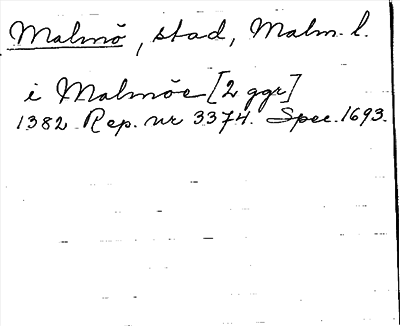 Malmö, stad, Malm. l.
i Malmöe [2 ggr]
1382 Rep. nr 3374. Spec. 1693.